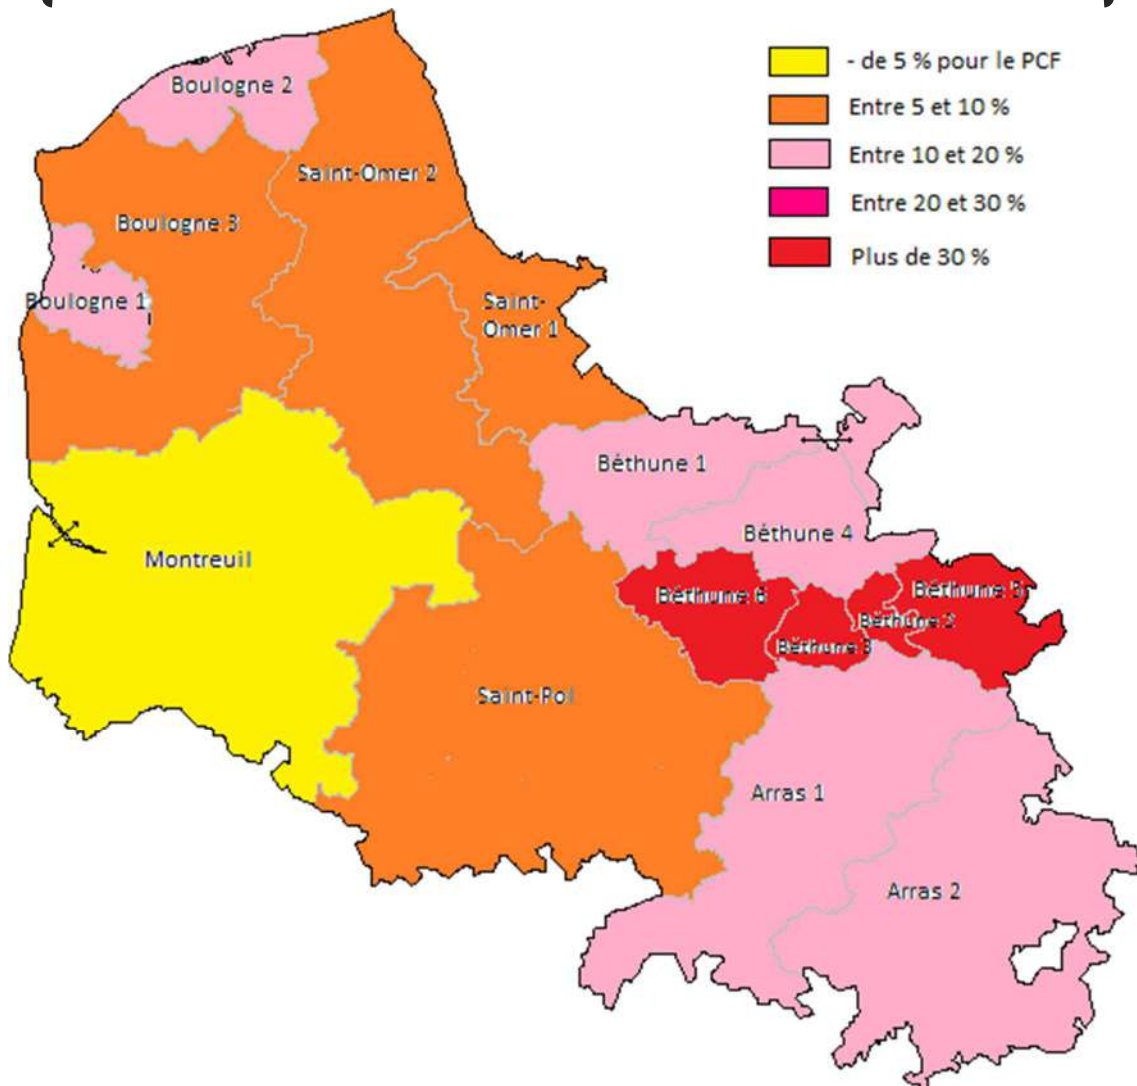 - de 5 % pour le PCF
Entre 5 et 10 %
Entre 10 et 20 %
Entre 20 et 30 %
Plus de 30 %
Boulogne 2
Saint-Omer 2
Boulogne 3
Boulogne 1
Saint-
Omer 1
Béthune 1
Béthune 4
Montreuil
Béthune 6
Béthune 5
Béthune 2
Béthune 3
Saint-Pol
Arras 1
Arras 2